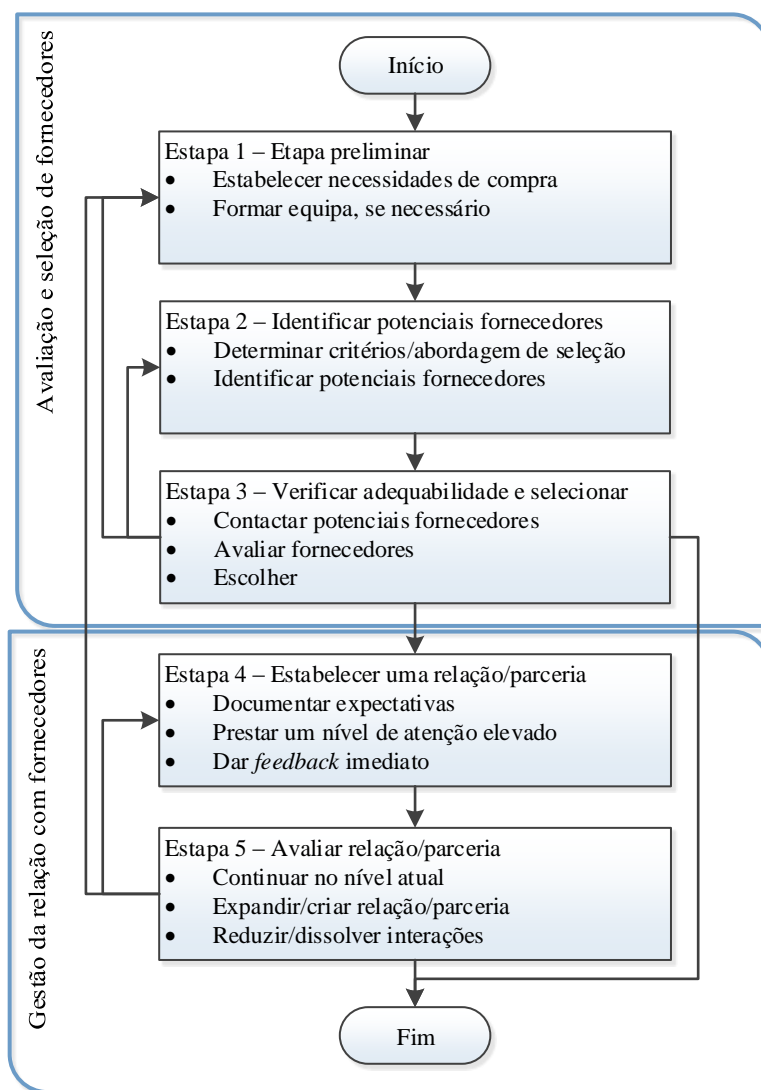 Avaliação e seleção de fornecedores
Início
Estapa 1 – Etapa preliminar
• Estabelecer necessidades de compra
• Formar equipa, se necessário
Estapa 2 – Identificar potenciais fornecedores
• Determinar critérios/abordagem de seleção
• Identificar potenciais fornecedores
Estapa 3 – Verificar adequabilidade e selecionar
• Contactar potenciais fornecedores
• Avaliar fornecedores
• Escolher
Gestão da relação com fornecedores
Estapa 4 – Estabelecer uma relação/parceria
• Documentar expectativas
• Prestar um nível de atenção elevado
• Dar feedback imediato
Estapa 5 – Avaliar relação/parceria
• Continuar no nível atual
• Expandir/criar relação/parceria
• Reduzir/dissolver interações
Fim